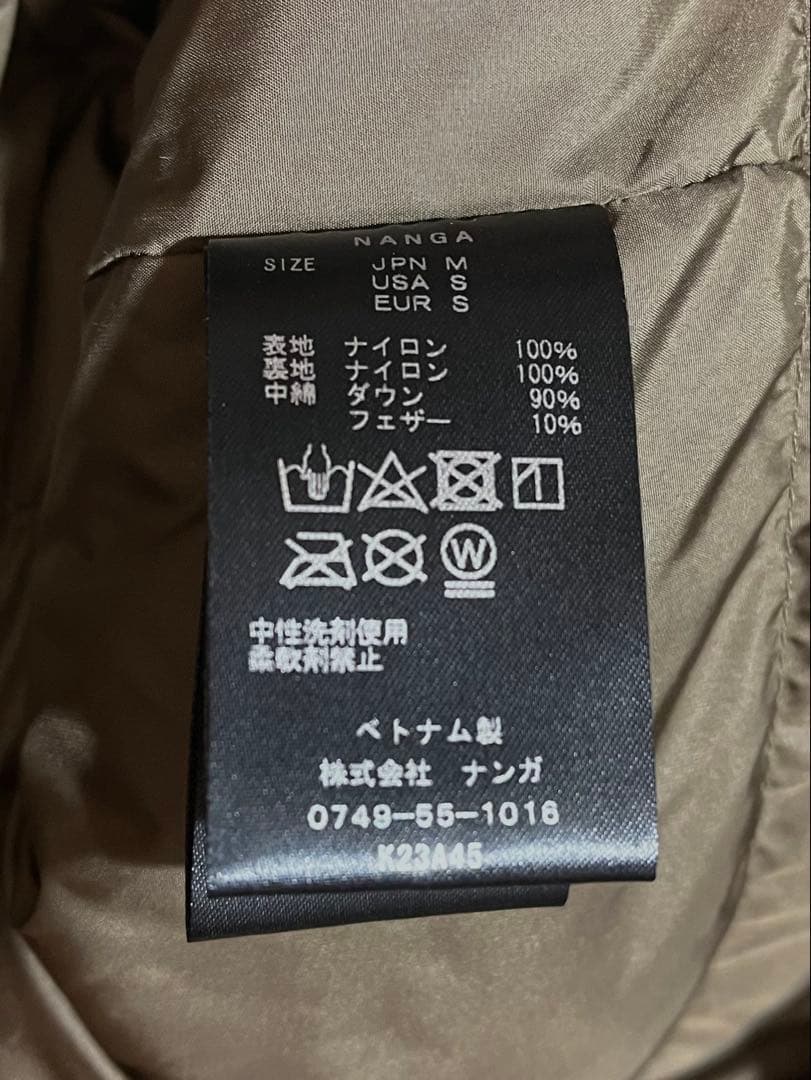 NANGA
SIZE JPN M
USA S
EUR S
表地 ナイロン 100%
裏地 ナイロン 100%
中綿 ダウン 90%
フェザー 10%
W
中性洗剤使用
柔軟剤禁止
ベトナム製
株式会社 ナンガ
0749-55-1016
K23A45